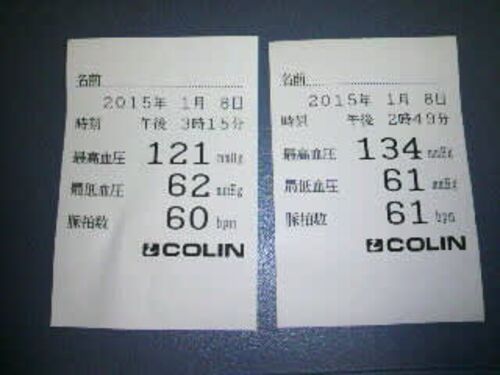 名前
2015年 1月 8日
時刻 午後 3時15分
最高血圧 121 mmHg
最低血圧 62 mmHg
脈拍数 60 bpm
COLIN
名前
2015年 1月 8日
時刻 午後 2時49分
最高血圧 134 mmHg
最低血圧 61 mmHg
脈拍数 61 bpm
COLIN